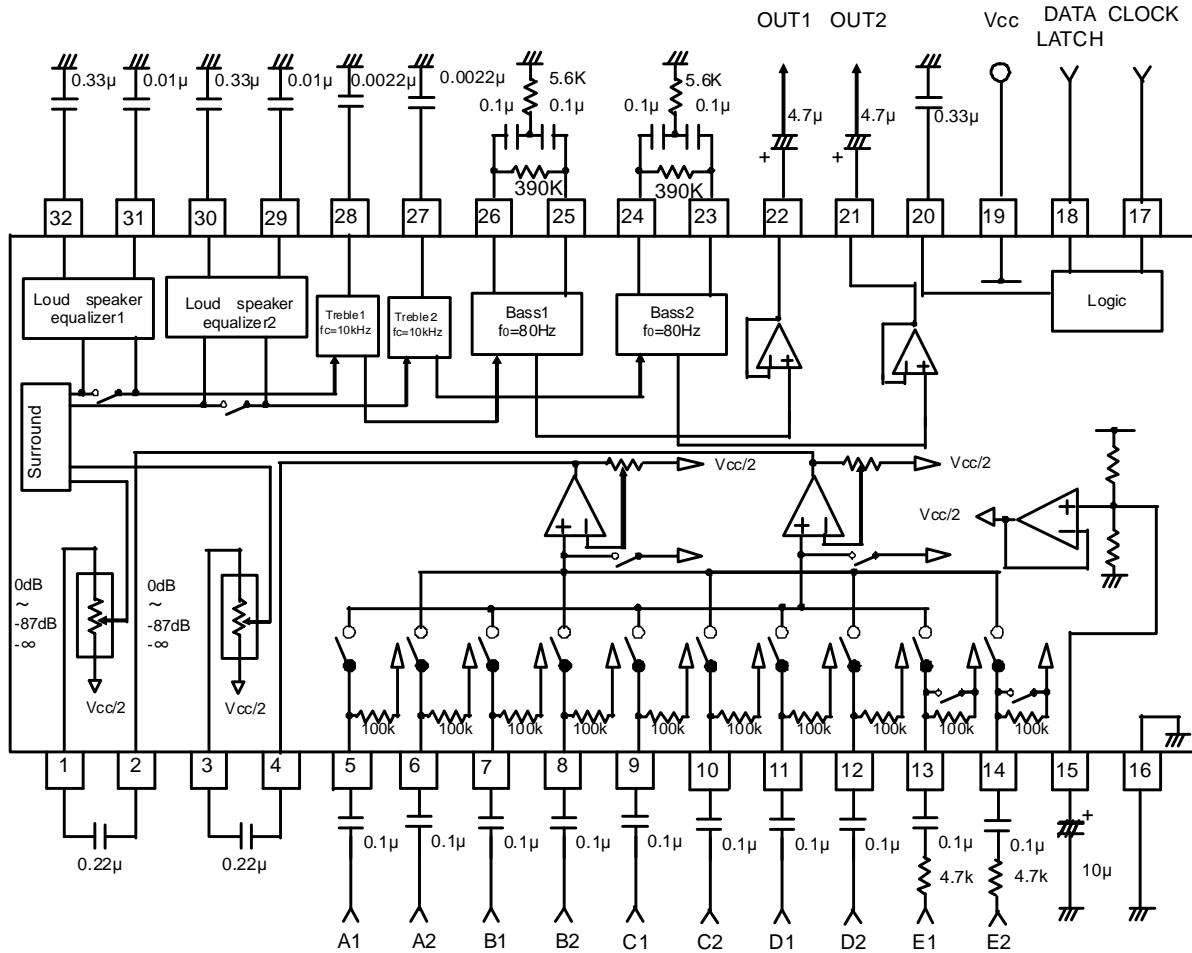 OUT1 OUT2 Vcc DATA CLOCK
LATCH
0.33µ 0.01µ 0.33µ 0.01µ 0.0022µ 0.0022µ 5.6K 5.6K
0.1µ 0.1µ 0.1µ 0.1µ
4.7µ 4.7µ 0.33µ
+ +
390K 390K
32 31 30 29 28 27 26 25 24 23 22 21 20 19 18 17
Loud speaker
equalizer1
Loud speaker
equalizer2
Treble1
fc=10kHz
Treble2
fc=10kHz
Bass1
f0=80Hz
Bass2
f0=80Hz
Logic
Surround
Vcc/2 Vcc/2
Vcc/2
0dB
~
-87dB
-∞
0dB
~
-87dB
-∞
Vcc/2 Vcc/2
100k 100k 100k 100k 100k 100k 100k 100k 100k 100k
1 2 3 4 5 6 7 8 9 10 11 12 13 14 15 16
0.22µ 0.22µ
0.1µ 0.1µ 0.1µ 0.1µ 0.1µ 0.1µ 0.1µ 0.1µ 0.1µ 0.1µ
+
4.7k 4.7k 10µ
A1 A2 B1 B2 C1 C2 D1 D2 E1 E2